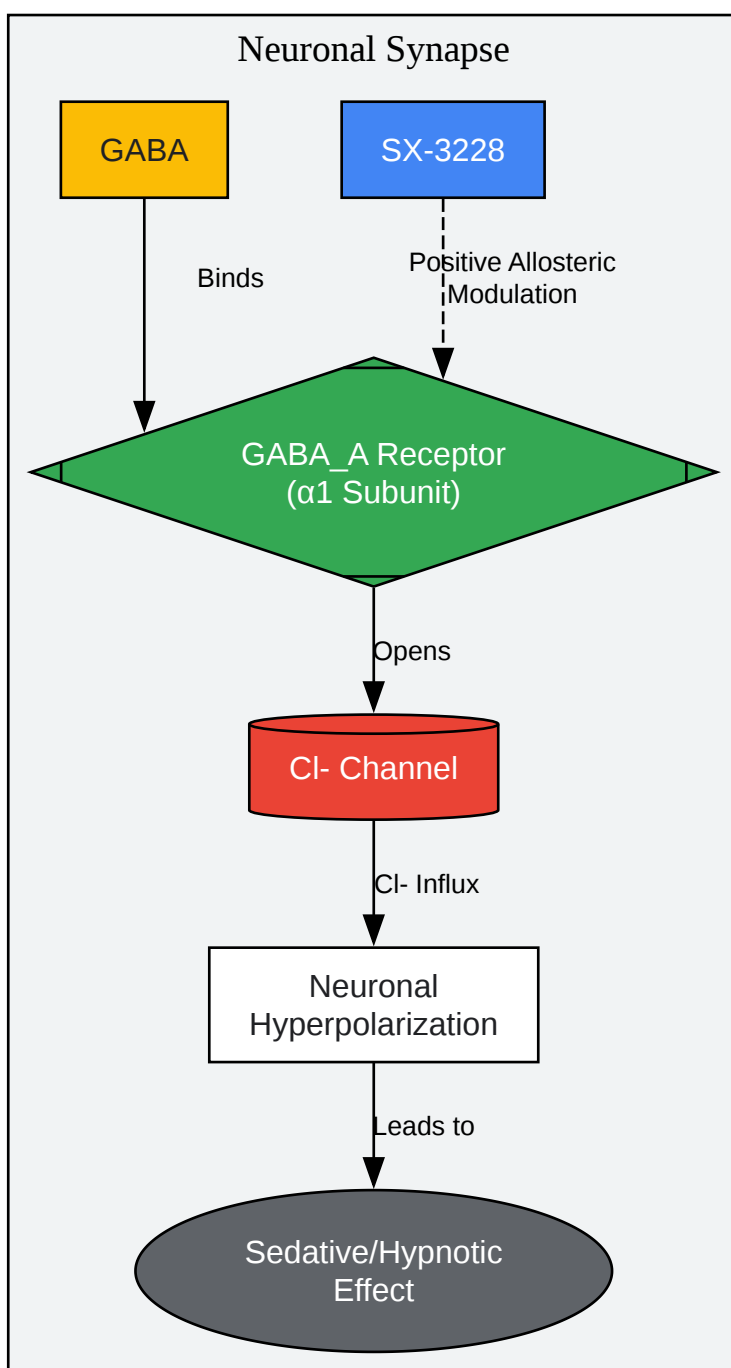 Neuronal Synapse
GABA
SX-3228
Binds
Positive Allosteric
Modulation
GABA_A Receptor
(α1 Subunit)
Opens
Cl- Channel
Cl- Influx
Neuronal
Hyperpolarization
Leads to
Sedative/Hypnotic
Effect